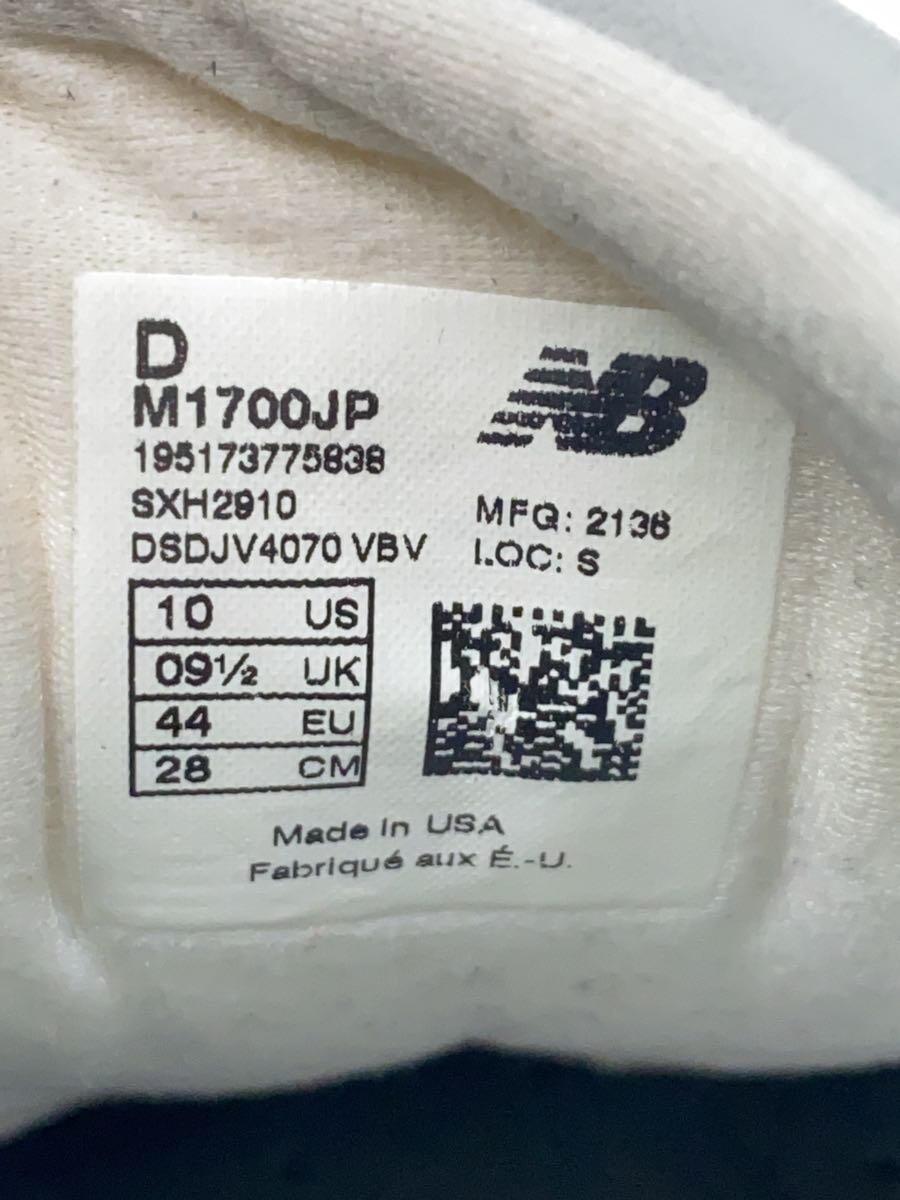 D
M1700JP
NB
195173775838
SXH2910
DSDJV4070 VBV
MFG: 2136
LOC: S
10 US
09½ UK
44 EU
28 CM
Made in USA
Fabriqué aux É.-U.